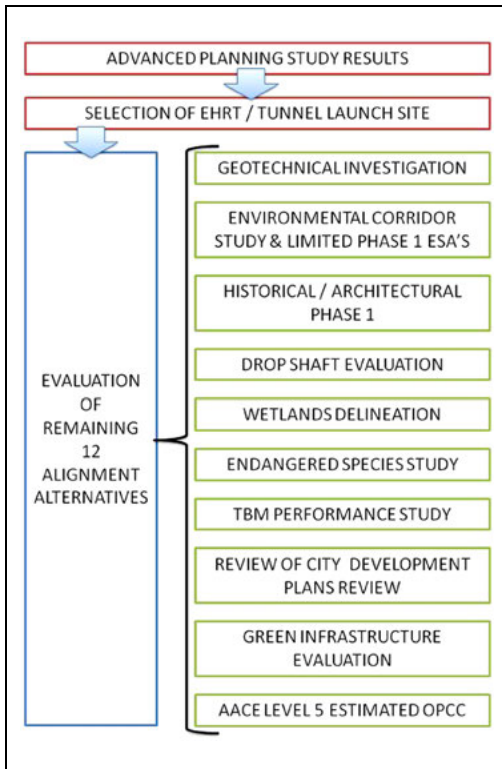 ADVANCED PLANNING STUDY RESULTS
SELECTION OF EHRT / TUNNEL LAUNCH SITE
EVALUATION
OF
REMAINING
12
ALIGNMENT
ALTERNATIVES
GEOTECHNICAL INVESTIGATION
ENVIRONMENTAL CORRIDOR
STUDY & LIMITED PHASE 1 ESA'S
HISTORICAL / ARCHITECTURAL
PHASE 1
DROP SHAFT EVALUATION
WETLANDS DELINEATION
ENDANGERED SPECIES STUDY
TBM PERFORMANCE STUDY
REVIEW OF CITY DEVELOPMENT
PLANS REVIEW
GREEN INFRASTRUCTURE
EVALUATION
AACE LEVEL 5 ESTIMATED OPCC